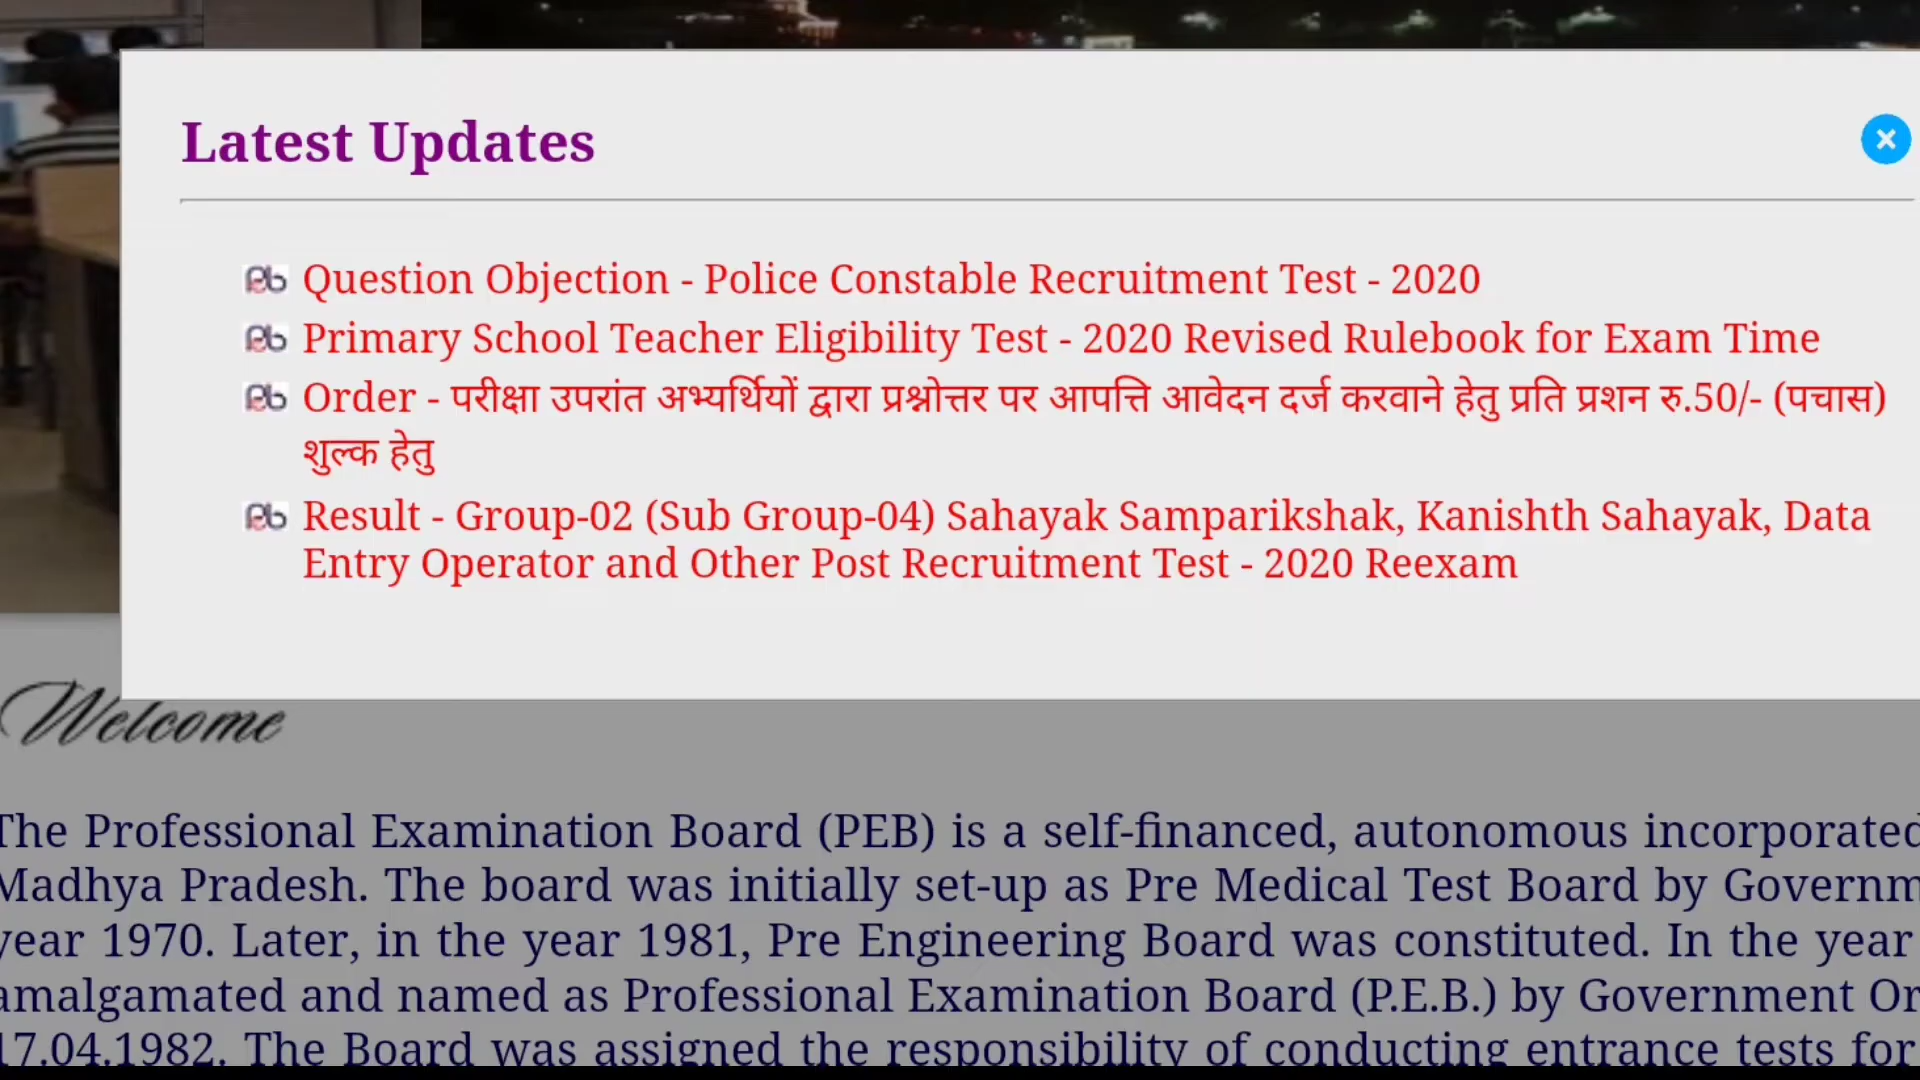 Latest Updates
Question Objection - Police Constable Recruitment Test - 2020
Primary School Teacher Eligibility Test - 2020 Revised Rulebook for Exam Time
Order - परीक्षा उपरांत अभ्यर्थियों द्वारा प्रश्नोत्तर पर आपत्ति आवेदन दर्ज करवाने हेतु प्रति प्रशन रु.50/- (पचास)
शुल्क हेतु
Result - Group-02 (Sub Group-04) Sahayak Samparikshak, Kanishth Sahayak, Data
Entry Operator and Other Post Recruitment Test - 2020 Reexam
Welcome
The Professional Examination Board (PEB) is a self-financed, autonomous incorporated
Madhya Pradesh. The board was initially set-up as Pre Medical Test Board by Governm
year 1970. Later, in the year 1981, Pre Engineering Board was constituted. In the year
amalgamated and named as Professional Examination Board (P.E.B.) by Government Or
17.04.1982. The Board was assigned the responsibility of conducting entrance tests for